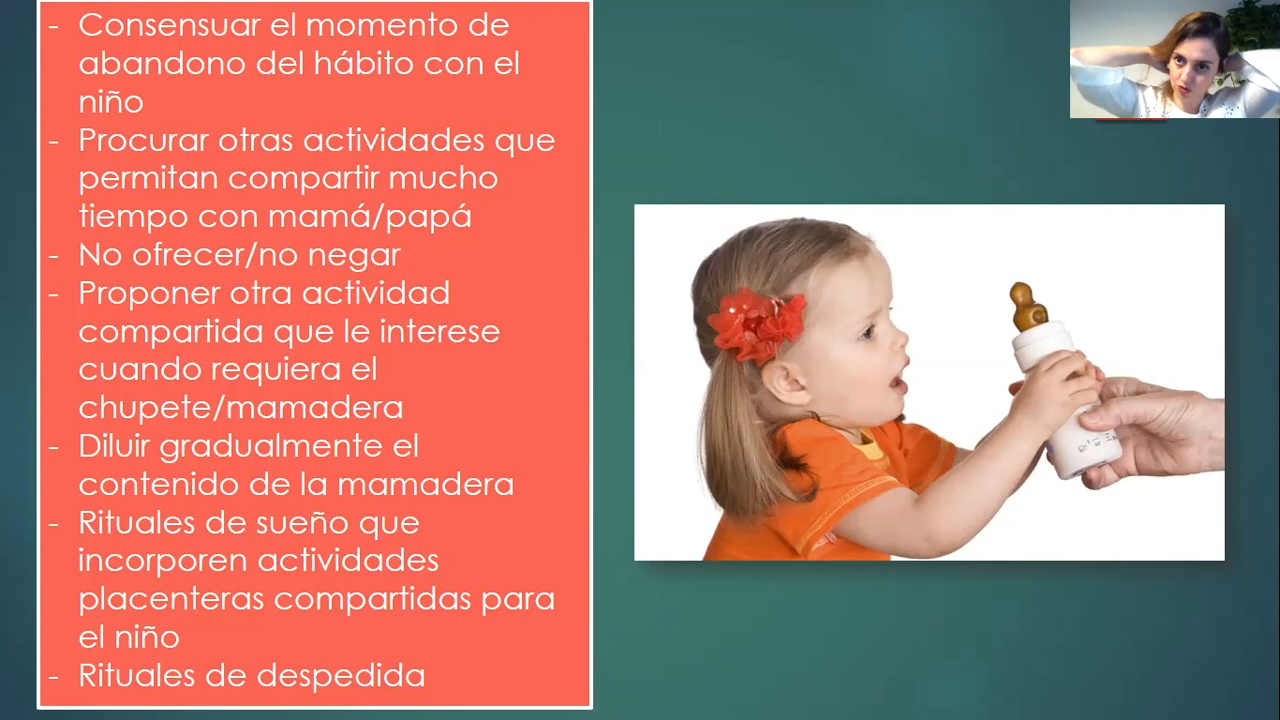 - Consensuar el momento de
abandono del hábito con el
niño
- Procurar otras actividades que
permitan compartir mucho
tiempo con mamá/papá
- No ofrecer/no negar
- Proponer otra actividad
compartida que le interese
cuando requiera el
chupete/mamadera
- Diluir gradualmente el
contenido de la mamadera
- Rituales de sueño que
incorporen actividades
placenteras compartidas para
el niño
- Rituales de despedida